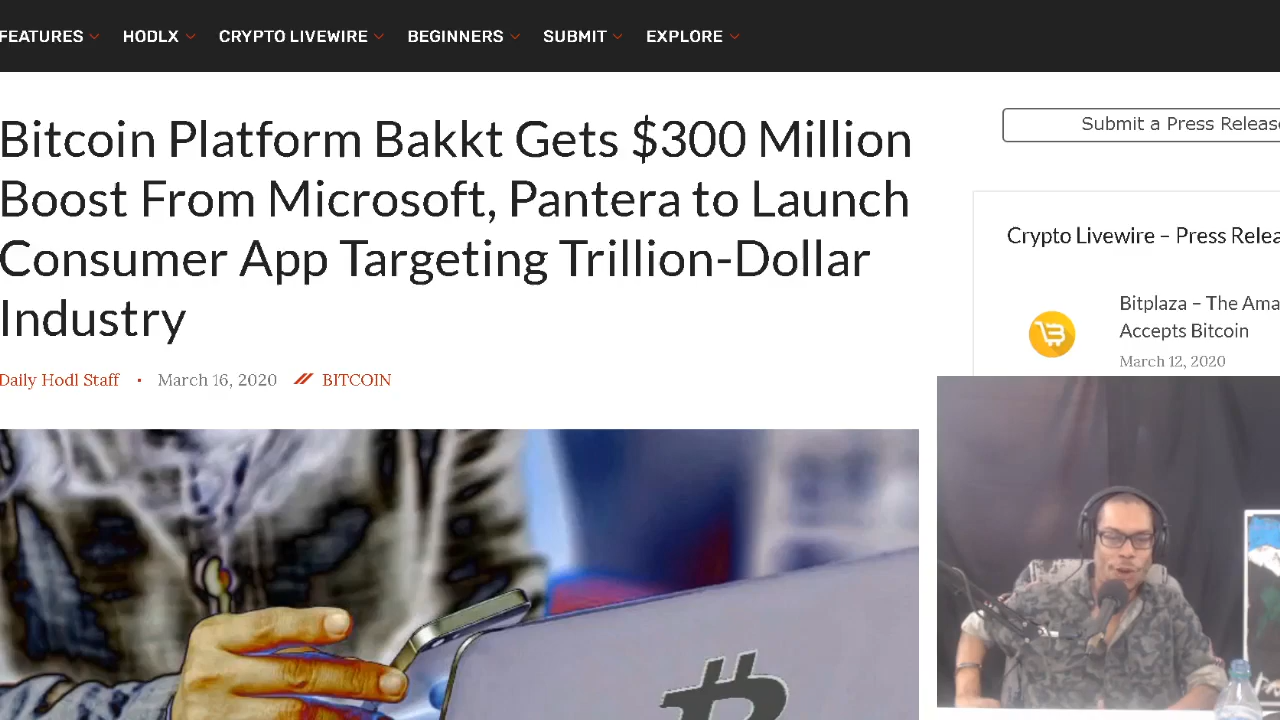 FEATURES HODLX CRYPTO LIVEWIRE BEGINNERS SUBMIT EXPLORE
Bitcoin Platform Bakkt Gets $300 Million
Boost From Microsoft, Pantera to Launch
Consumer App Targeting Trillion-Dollar
Industry
Daily Hodl Staff • March 16, 2020 BITCOIN
Submit a Press Release
Crypto Livewire – Press Relea
Bitplaza – The Ama
Accepts Bitcoin
March 12, 2020